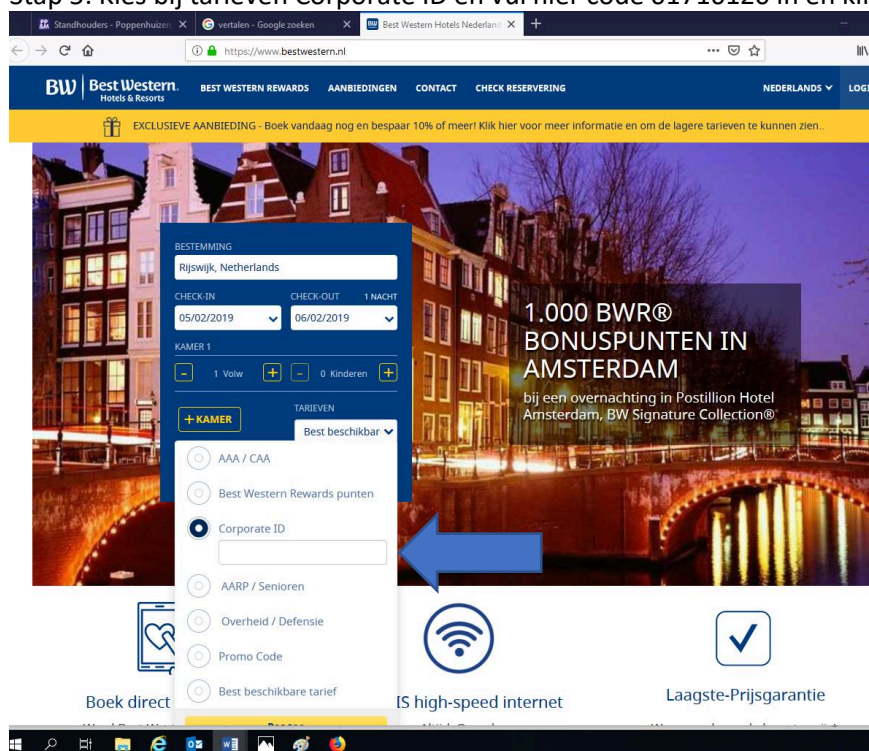 Stap 3: Kies bij tarieven Corporate ID en vul hier code 01716120 in en kli
Standhouders - Poppenhuizen
vertalen - Google zoeken
Best Western Hotels Nederland
https://www.bestwestern.nl
BW Best Western.
Hotels & Resorts
BEST WESTERN REWARDS AANBIEDINGEN CONTACT CHECK RESERVERING
NEDERLANDS
LOGI
EXCLUSIEVE AANBIEDING - Boek vandaag nog en bespaar 10% of meer! Klik hier voor meer informatie en om de lagere tarieven te kunnen zien..
BESTEMMING
Rijswijk, Netherlands
CHECK-IN CHECK-OUT 1 NACHT
05/02/2019 06/02/2019
KAMER 1
- 1 Volw + - 0 Kinderen +
+ KAMER
TARIEVEN
Best beschikbar
AAA / CAA
Best Western Rewards punten
Corporate ID
AARP / Senioren
Overheid / Defensie
Promo Code
Best beschikbare tarief
1.000 BWR®
BONUSPUNTEN IN
AMSTERDAM
bij een overnachting in Postillion Hotel
Amsterdam, BW Signature Collection®
Boek direct
IS high-speed internet
Laagste-Prijsgarantie